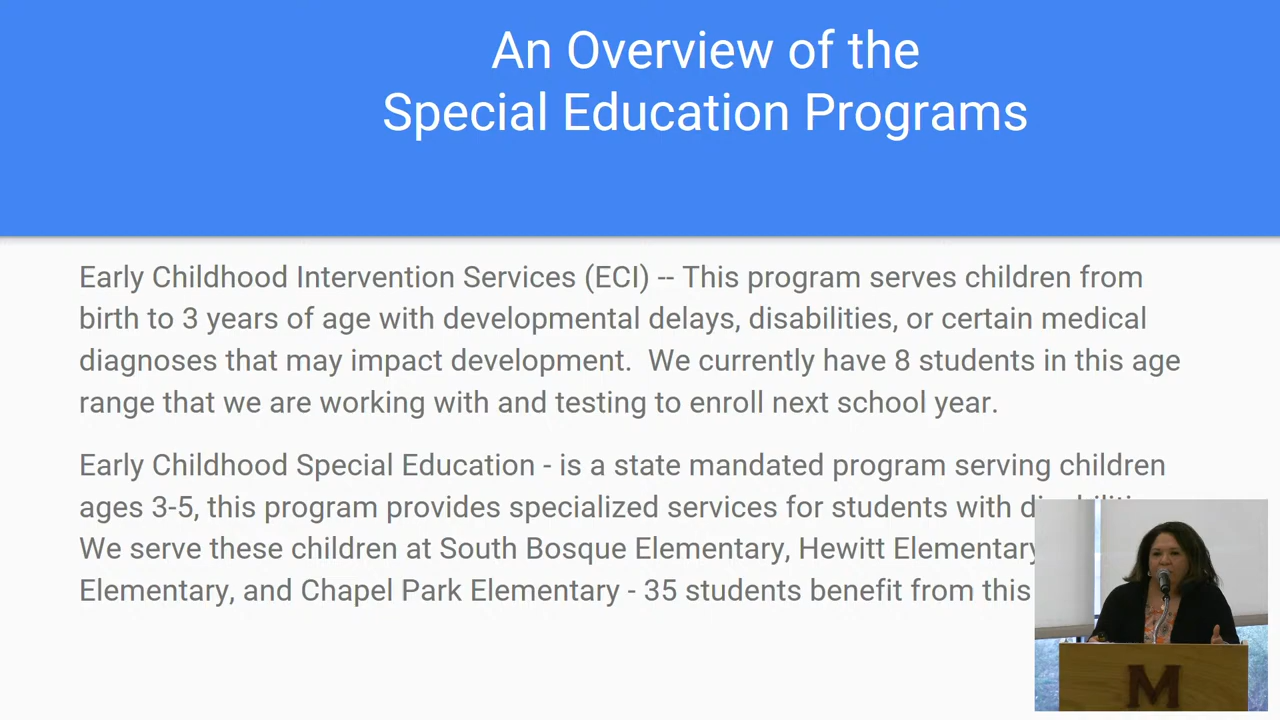 An Overview of the
Special Education Programs
Early Childhood Intervention Services (ECI) -- This program serves children from
birth to 3 years of age with developmental delays, disabilities, or certain medical
diagnoses that may impact development.  We currently have 8 students in this age
range that we are working with and testing to enroll next school year.
Early Childhood Special Education - is a state mandated program serving children
ages 3-5, this program provides specialized services for students with
We serve these children at South Bosque Elementary, Hewitt Elementary
Elementary, and Chapel Park Elementary - 35 students benefit from this
M